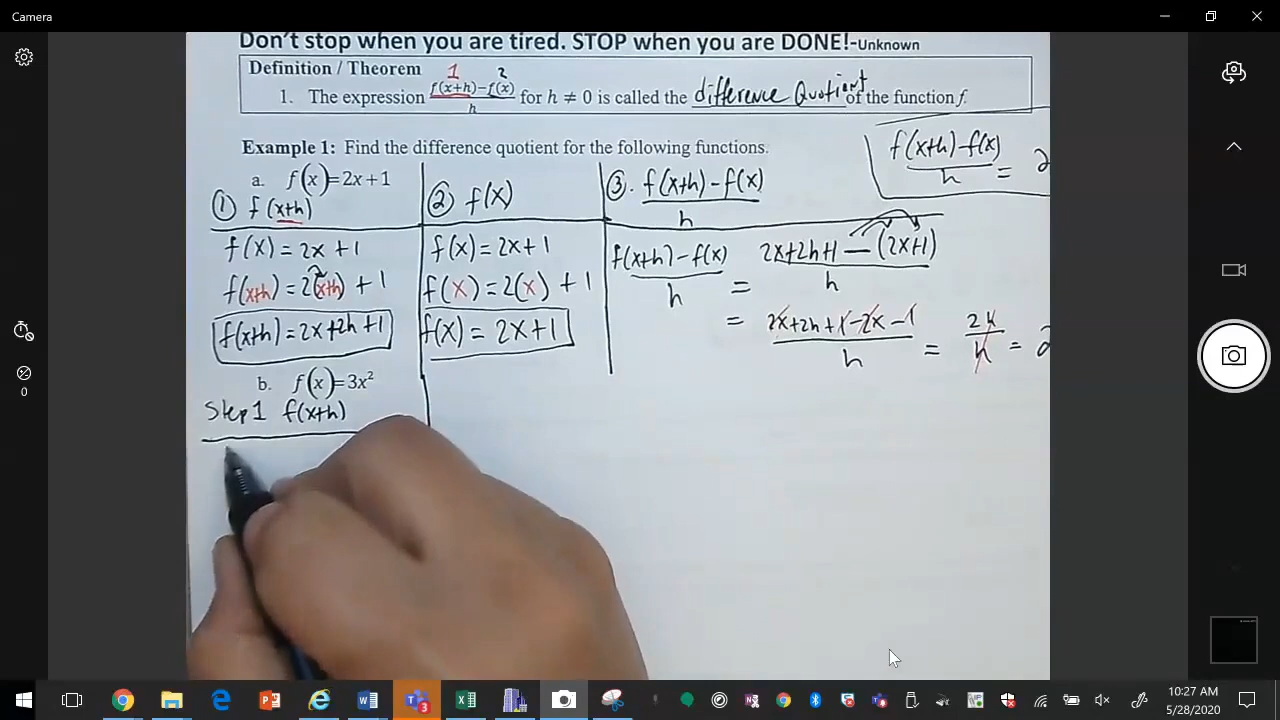 Camera
Don't stop when you are tired. STOP when you are DONE!-Unknown
Definition / Theorem
1 2
1. The expression f(x+h)-f(x)/h for h ≠ 0 is called the difference Quotient of the function f.
Example 1: Find the difference quotient for the following functions.
f(x+h)-f(x)/h = 2
a. f(x)=2x+1
① f(x+h)
f(x) = 2x + 1
f(x+h) = 2(x+h) + 1
f(x+h) = 2x+2h+1
② f(x)
f(x) = 2x+1
f(x) = 2(x) + 1
f(x) = 2x+1
③. f(x+h)-f(x)/h
f(x+h)-f(x)/h = 2x+2h+1-(2x+1)/h
= 2x+2h+1-2x-1/h = 2h/h = 2
b. f(x)=3x²
Step 1 f(x+h)
0
3
10:27 AM
5/28/2020